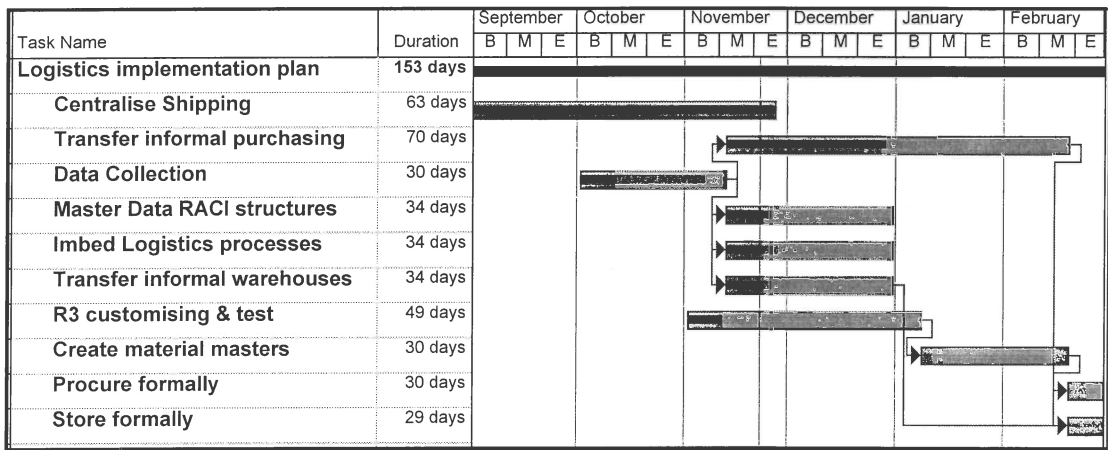 September October November December January February
Task Name Duration B M E B M E B M E B M E B M E B M E
Logistics implementation plan 153 days
Centralise Shipping 63 days
Transfer informal purchasing 70 days
Data Collection 30 days
Master Data RACI structures 34 days
Imbed Logistics processes 34 days
Transfer informal warehouses 34 days
R3 customising & test 49 days
Create material masters 30 days
Procure formally 30 days
Store formally 29 days